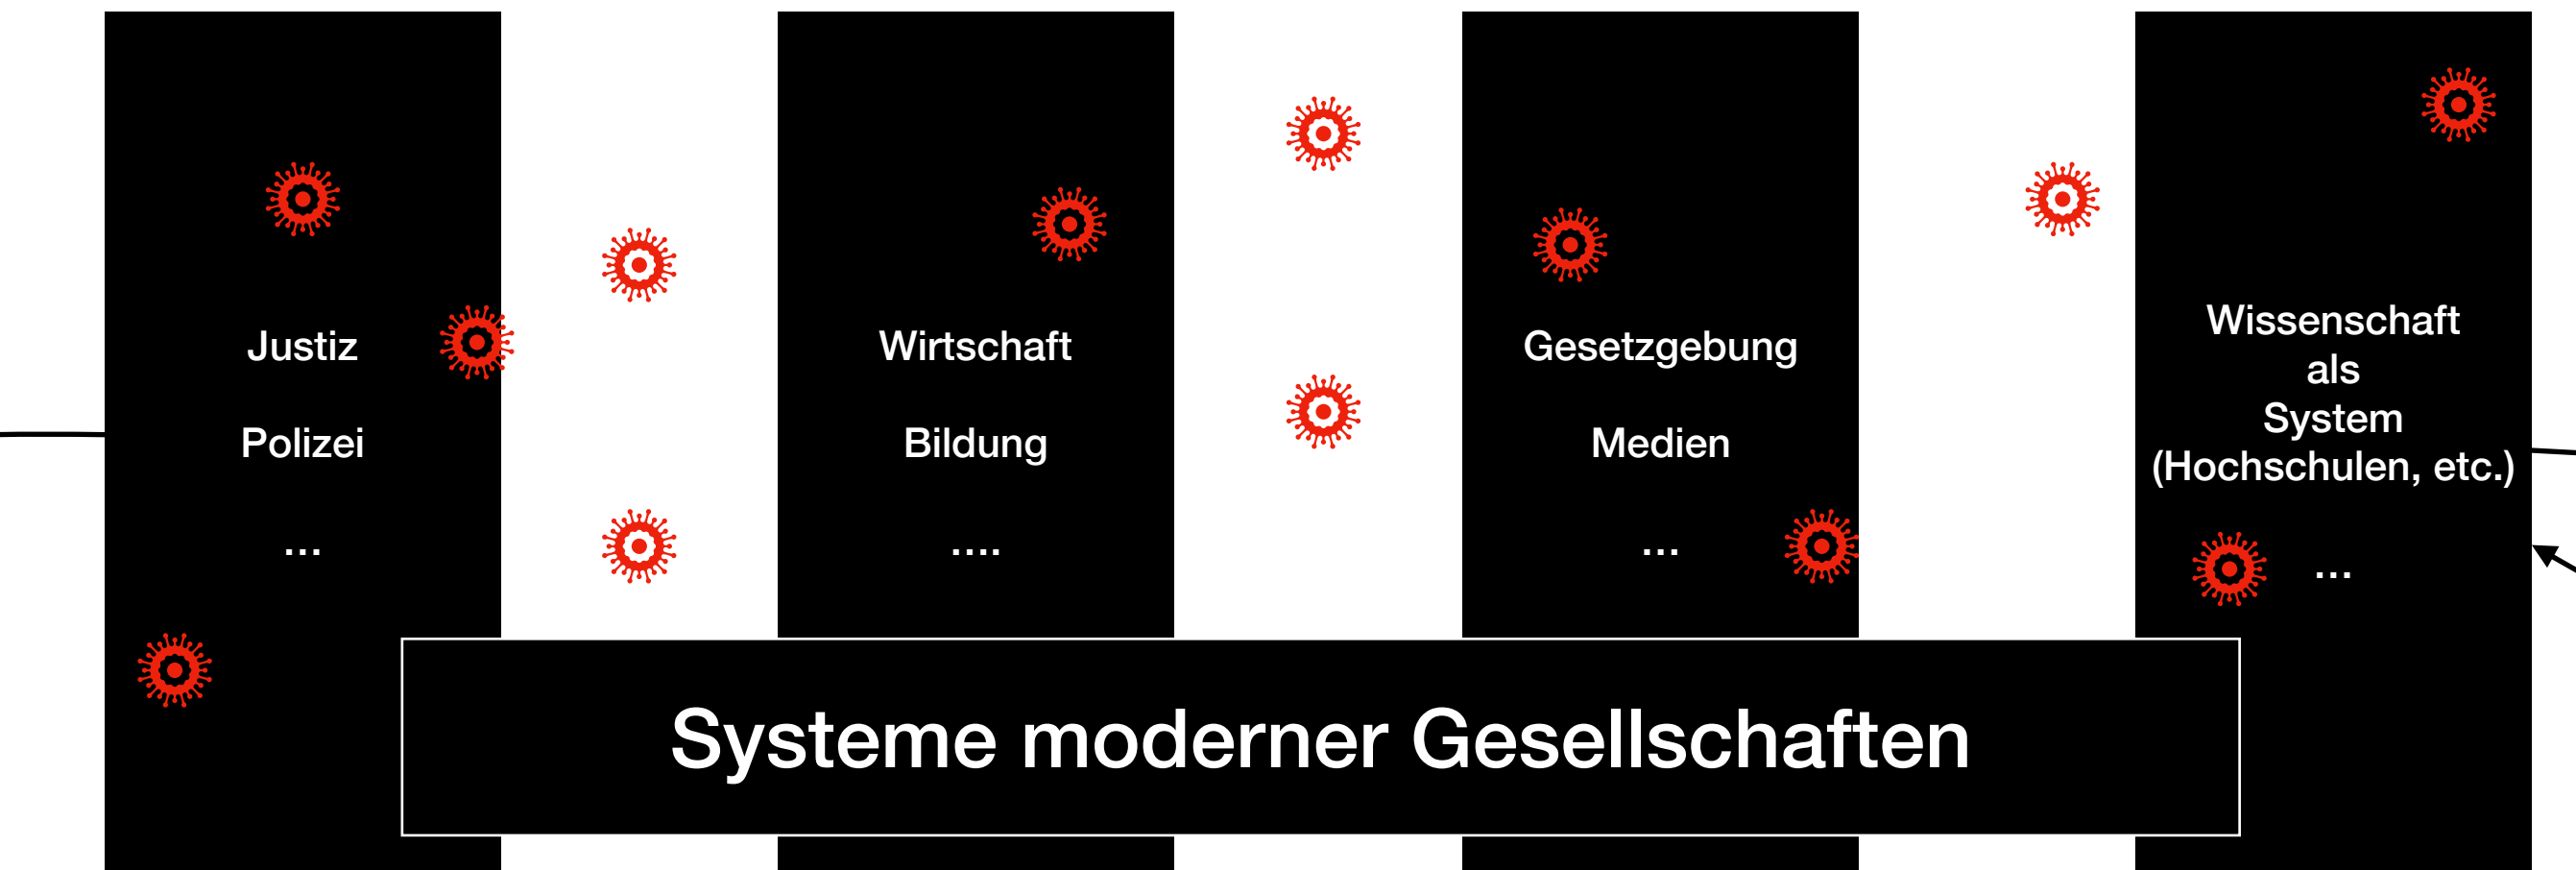 Justiz
Polizei
...
Wirtschaft
Bildung
....
Gesetzgebung
Medien
...
Wissenschaft
als
System
(Hochschulen, etc.)
...
Systeme moderner Gesellschaften